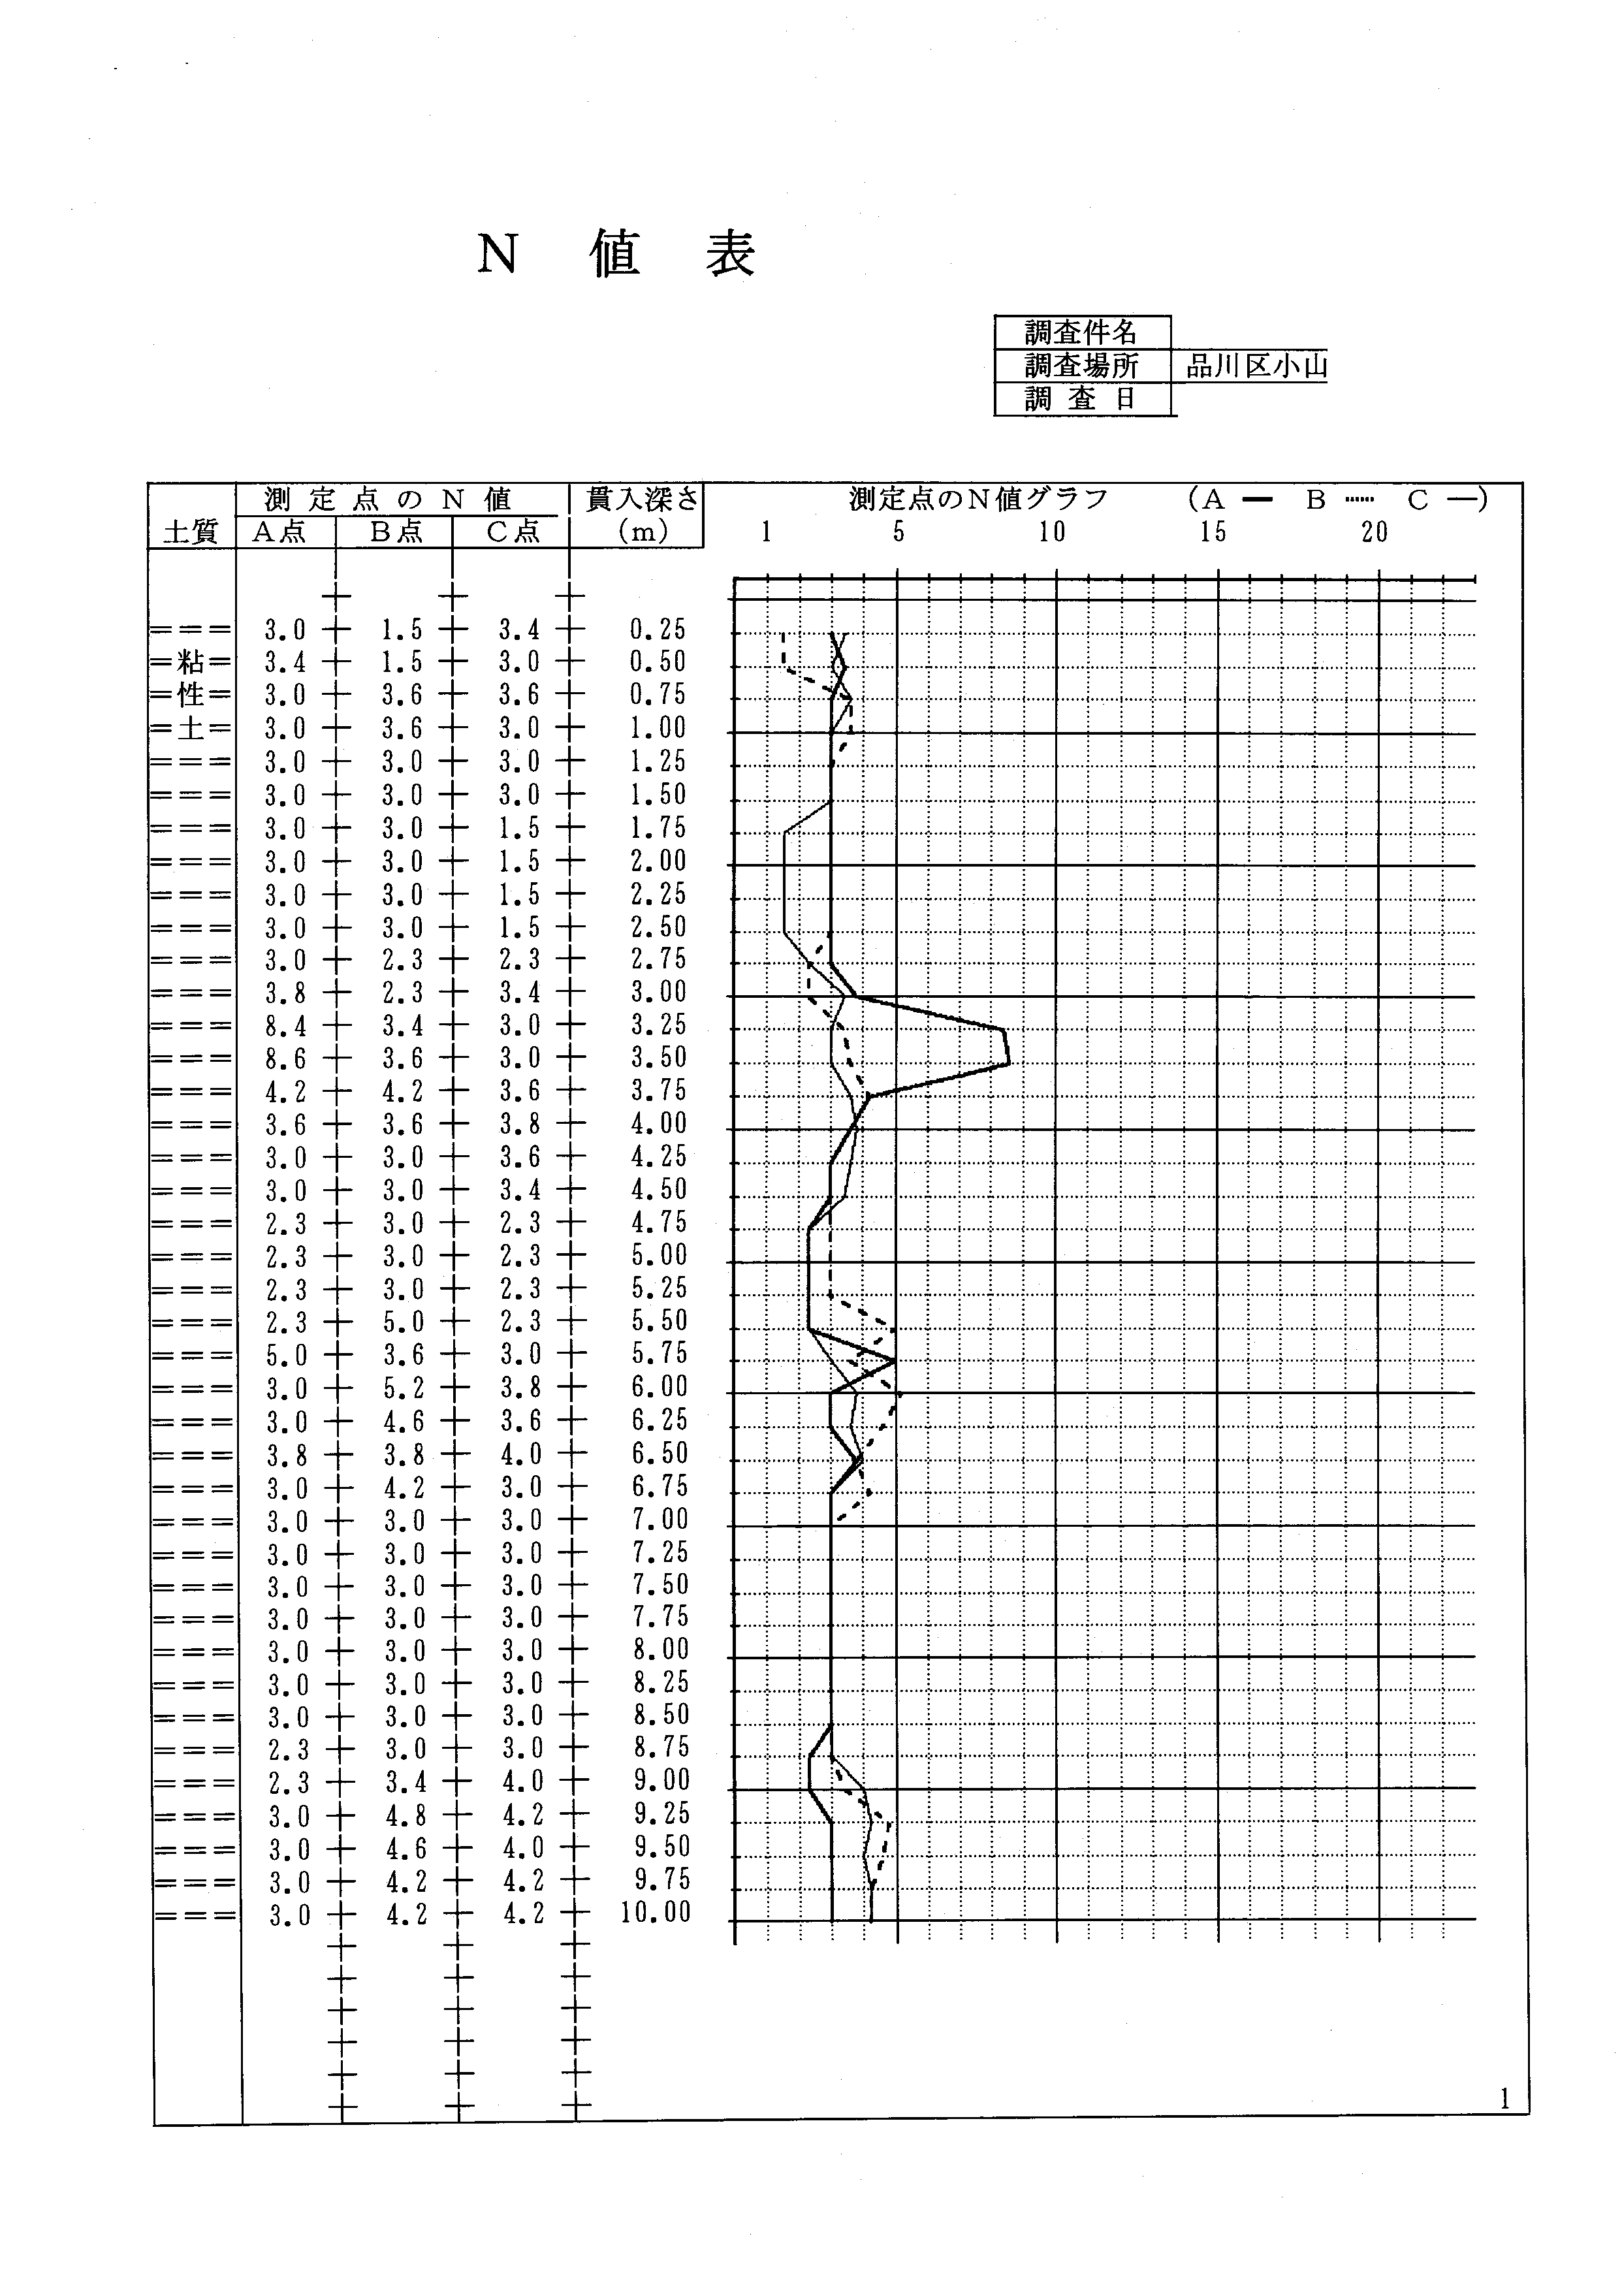 N 値 表
調査件名
調査場所 品川区小山
調 査 日
土質 測 定 点 の N 値 貫入深さ 測定点のN値グラフ (A ━ B ┅ C ─)
A点 B点 C点 (m) 1 5 10 15 20
=== 3.0 1.5 3.4 0.25
=粘= 3.4 1.5 3.0 0.50
=性= 3.0 3.6 3.6 0.75
=土= 3.0 3.6 3.0 1.00
=== 3.0 3.0 3.0 1.25
=== 3.0 3.0 3.0 1.50
=== 3.0 3.0 1.5 1.75
=== 3.0 3.0 1.5 2.00
=== 3.0 3.0 1.5 2.25
=== 3.0 3.0 1.5 2.50
=== 3.0 2.3 2.3 2.75
=== 3.8 2.3 3.4 3.00
=== 8.4 3.4 3.0 3.25
=== 8.6 3.6 3.0 3.50
=== 4.2 4.2 3.6 3.75
=== 3.6 3.6 3.8 4.00
=== 3.0 3.0 3.6 4.25
=== 3.0 3.0 3.4 4.50
=== 2.3 3.0 2.3 4.75
=== 2.3 3.0 2.3 5.00
=== 2.3 3.0 2.3 5.25
=== 2.3 5.0 2.3 5.50
=== 5.0 3.6 3.0 5.75
=== 3.0 5.2 3.8 6.00
=== 3.0 4.6 3.6 6.25
=== 3.8 3.8 4.0 6.50
=== 3.0 4.2 3.0 6.75
=== 3.0 3.0 3.0 7.00
=== 3.0 3.0 3.0 7.25
=== 3.0 3.0 3.0 7.50
=== 3.0 3.0 3.0 7.75
=== 3.0 3.0 3.0 8.00
=== 3.0 3.0 3.0 8.25
=== 3.0 3.0 3.0 8.50
=== 2.3 3.0 3.0 8.75
=== 2.3 3.4 4.0 9.00
=== 3.0 4.8 4.2 9.25
=== 3.0 4.6 4.0 9.50
=== 3.0 4.2 4.2 9.75
=== 3.0 4.2 4.2 10.00
1